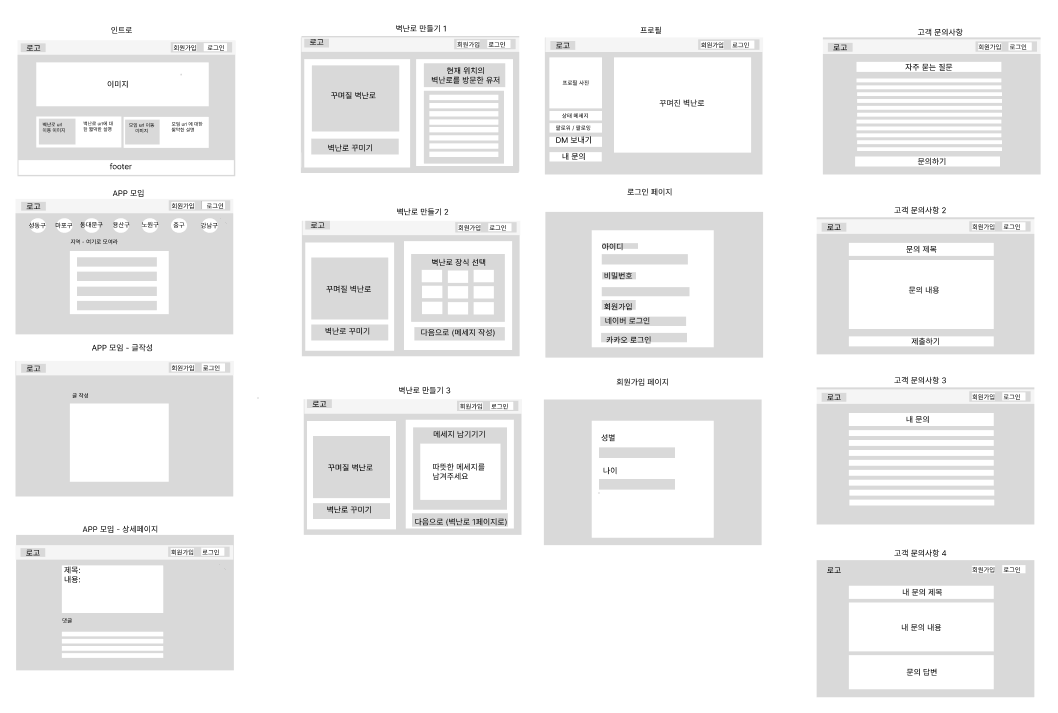 인트로
로고
회원가입
로그인
이미지
벽난로 url
이동 이미지
벽난로 url에 대
한 짤막한 설명
모임 url 이동
이미지
모임 url 에 대한
짤막한 설명
footer
APP 모임
로고
회원가입
로그인
성동구
마포구
동대문구
용산구
노원구
중구
강남구
지역 - 여기로 모여라
APP 모임 - 글작성
로고
회원가입
로그인
글 작성
APP 모임 - 상세페이지
로고
회원가입
로그인
제목:
내용:
댓글
벽난로 만들기 1
로고
회원가입
로그인
꾸며질 벽난로
벽난로 꾸미기
현재 위치의
벽난로를 방문한 유저
벽난로 만들기 2
로고
회원가입
로그인
꾸며질 벽난로
벽난로 꾸미기
벽난로 장식 선택
다음으로 (메세지 작성)
벽난로 만들기 3
로고
회원가입
로그인
꾸며질 벽난로
벽난로 꾸미기
메세지 남기기기
따뜻한 메세지를
남겨주세요
다음으로 (벽난로 1페이지로)
프로필
로고
회원가입
로그인
프로필 사진
상태 메세지
팔로워 / 팔로잉
DM 보내기
내 문의
꾸며진 벽난로
로그인 페이지
아이디
비밀번호
회원가입
네이버 로그인
카카오 로그인
회원가입 페이지
성별
나이
고객 문의사항
로고
회원가입
로그인
자주 묻는 질문
문의하기
고객 문의사항 2
로고
회원가입
로그인
문의 제목
문의 내용
제출하기
고객 문의사항 3
로고
회원가입
로그인
내 문의
고객 문의사항 4
로고
회원가입
로그인
내 문의 제목
내 문의 내용
문의 답변